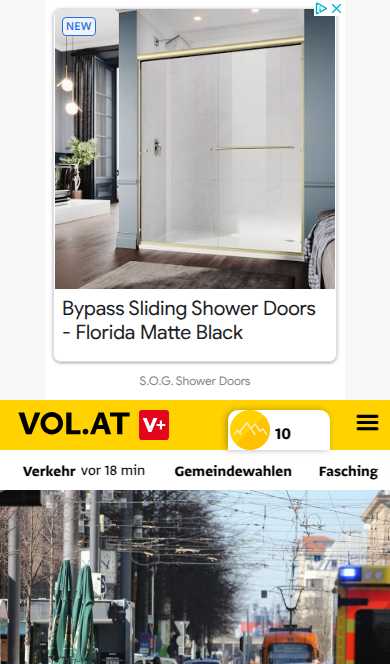 NEW
Bypass Sliding Shower Doors
- Florida Matte Black
S.O.G. Shower Doors
VOL.AT V+
10
Verkehr vor 18 min Gemeindewahlen Fasching